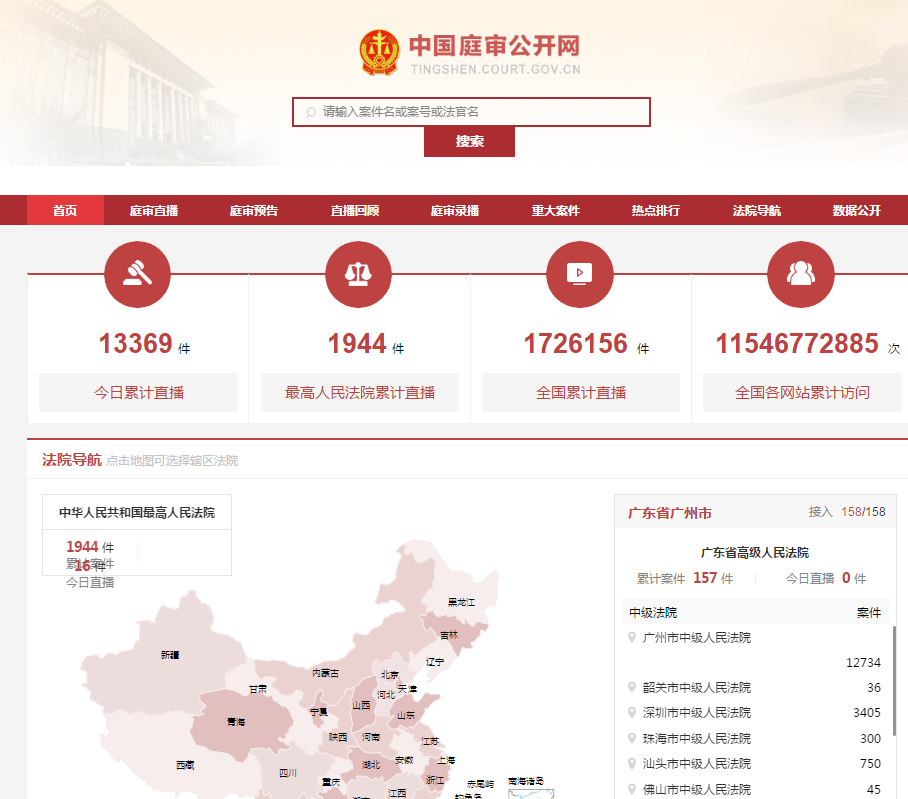 中国庭审公开网
TINGSHEN.COURT.GOV.CN
请输入案件名或案号或法官名
搜索
首页 庭审直播 庭审预告 直播回顾 庭审录播 重大案件 热点排行 法院导航 数据公开
13369 件 1944 件 1726156 件 11546772885 次
今日累计直播 最高人民法院累计直播 全国累计直播 全国各网站累计访问
法院导航 点击地图可选择辖区法院
中华人民共和国最高人民法院
1944 件
累计案件
16 件
今日直播
广东省广州市 接入 158/158
广东省高级人民法院
累计案件 157 件 今日直播 0 件
中级法院 案件
广州市中级人民法院
12734
韶关市中级人民法院 36
深圳市中级人民法院 3405
珠海市中级人民法院 300
汕头市中级人民法院 750
佛山市中级人民法院 45
黑龙江
吉林
新疆
辽宁
内蒙古
北京
甘肃
天津
河北
山西
宁夏
山东
青海
陕西
河南
江苏
安徽
上海
西藏
湖北
四川
浙江
重庆
赤尾屿
南海诸岛
江西
钓鱼岛